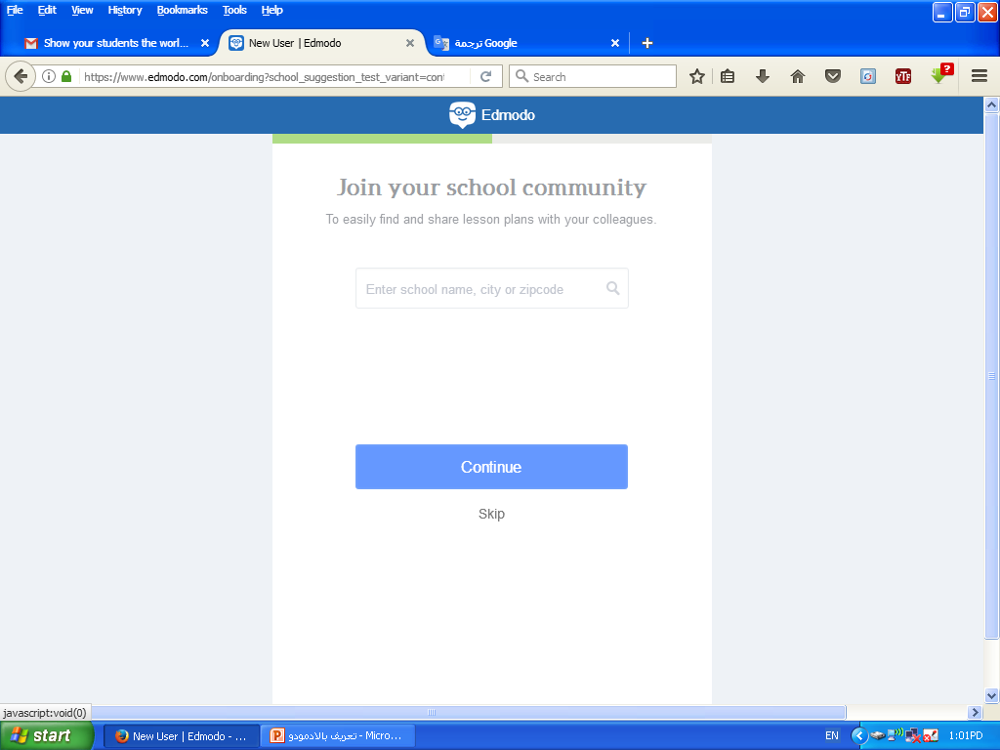 File Edit View History Bookmarks Tools Help
Show your students the worl...
New User | Edmodo
ترجمة Google
https://www.edmodo.com/onboarding?school_suggestion_test_variant=con
Search
YTF
?
Edmodo
Join your school community
To easily find and share lesson plans with your colleagues.
Enter school name, city or zipcode
Continue
Skip
javascript:void(0)
start
New User | Edmodo - ...
تعريف بالادمودو - Micro...
EN
1:01PD